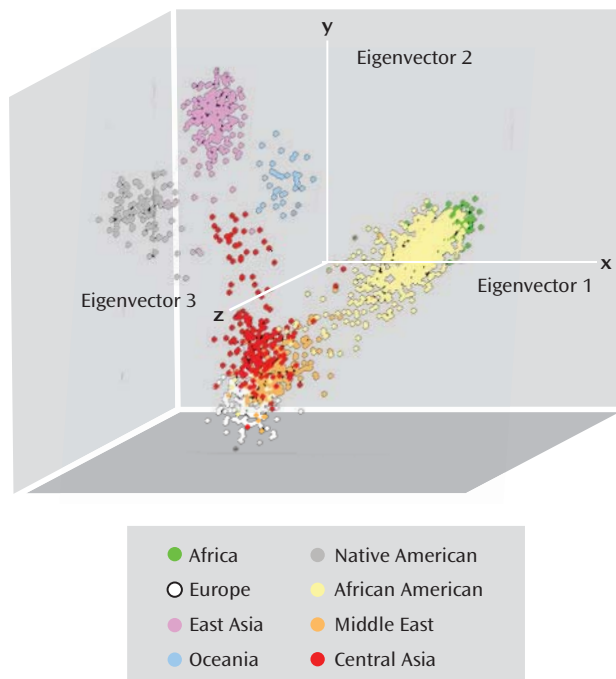 y
Eigenvector 2
x
Eigenvector 1
Eigenvector 3
z
Africa
Native American
Europe
African American
East Asia
Middle East
Oceania
Central Asia